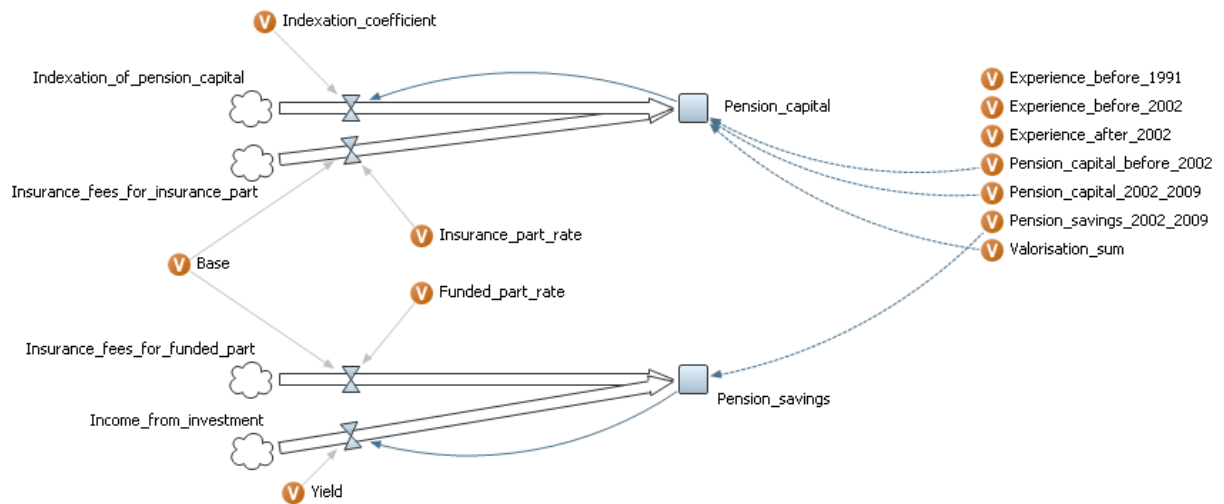 Indexation_coefficient
Indexation_of_pension_capital
Pension_capital
Insurance_fees_for_insurance_part
Insurance_part_rate
Base
Funded_part_rate
Insurance_fees_for_funded_part
Pension_savings
Income_from_investment
Yield
V Experience_before_1991
V Experience_before_2002
V Experience_after_2002
V Pension_capital_before_2002
V Pension_capital_2002_2009
V Pension_savings_2002_2009
V Valorisation_sum